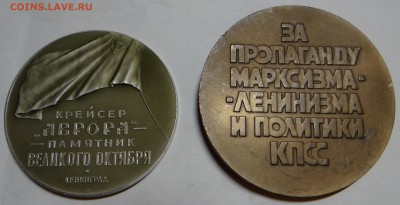 COINS.LAVE.RU
КРЕЙСЕР
„АВРОРА" –
ПАМЯТНИК
ВЕЛИКОГО ОКТЯБРЯ
ЛЕНИНГРАД
ЗА
ПРОПАГАНДУ
МАРКСИЗМА-
-ЛЕНИНИЗМА
И ПОЛИТИКИ
КПСС